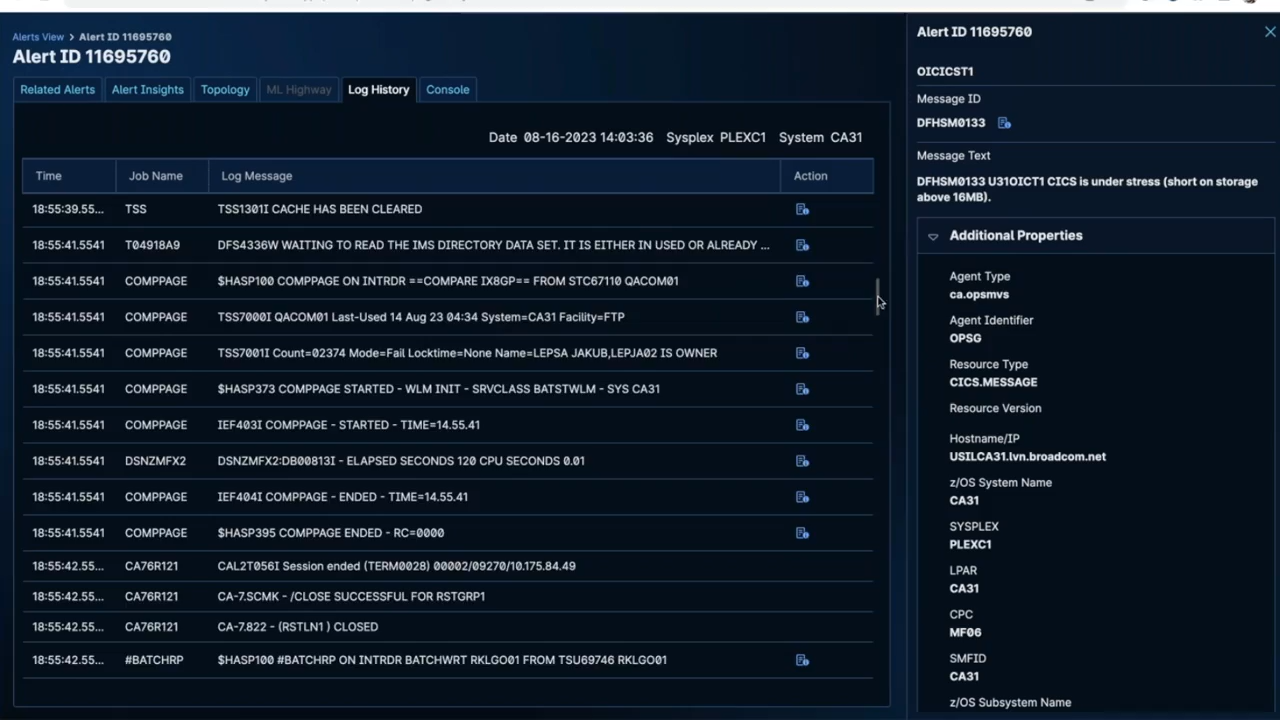 Alerts View > Alert ID 11695760
Alert ID 11695760
Related Alerts Alert Insights Topology ML Highway Log History Console
Date 08-16-2023 14:03:36 Sysplex PLEXC1 System CA31
Time Job Name Log Message Action
18:55:39.55... TSS TSS1301I CACHE HAS BEEN CLEARED
18:55:41.5541 T04918A9 DFS4336W WAITING TO READ THE IMS DIRECTORY DATA SET. IT IS EITHER IN USED OR ALREADY ...
18:55:41.5541 COMPPAGE $HASP100 COMPPAGE ON INTRDR ==COMPARE IX8GP== FROM STC67110 QACOM01
18:55:41.5541 COMPPAGE TSS7000I QACOM01 Last-Used 14 Aug 23 04:34 System=CA31 Facility=FTP
18:55:41.5541 COMPPAGE TSS7001I Count=02374 Mode=Fail Locktime=None Name=LEPSA JAKUB,LEPJA02 IS OWNER
18:55:41.5541 COMPPAGE $HASP373 COMPPAGE STARTED - WLM INIT - SRVCLASS BATSTWLM - SYS CA31
18:55:41.5541 COMPPAGE IEF403I COMPPAGE - STARTED - TIME=14.55.41
18:55:41.5541 DSNZMFX2 DSNZMFX2:DB00813I - ELAPSED SECONDS 120 CPU SECONDS 0.01
18:55:41.5541 COMPPAGE IEF404I COMPPAGE - ENDED - TIME=14.55.41
18:55:41.5541 COMPPAGE $HASP395 COMPPAGE ENDED - RC=0000
18:55:42.55... CA76R121 CAL2T056I Session ended (TERM0028) 00002/09270/10.175.84.49
18:55:42.55... CA76R121 CA-7.SCMK - /CLOSE SUCCESSFUL FOR RSTGRP1
18:55:42.55... CA76R121 CA-7.822 - (RSTLN1 ) CLOSED
18:55:42.55... #BATCHRP $HASP100 #BATCHRP ON INTRDR BATCHWRT RKLGO01 FROM TSU69746 RKLGO01
Alert ID 11695760
OICICST1
Message ID
DFHSM0133
Message Text
DFHSM0133 U31OICT1 CICS is under stress (short on storage
above 16MB).
Additional Properties
Agent Type
ca.opsmvs
Agent Identifier
OPSG
Resource Type
CICS.MESSAGE
Resource Version
Hostname/IP
USILCA31.lvn.broadcom.net
z/OS System Name
CA31
SYSPLEX
PLEXC1
LPAR
CA31
CPC
MF06
SMFID
CA31
z/OS Subsystem Name